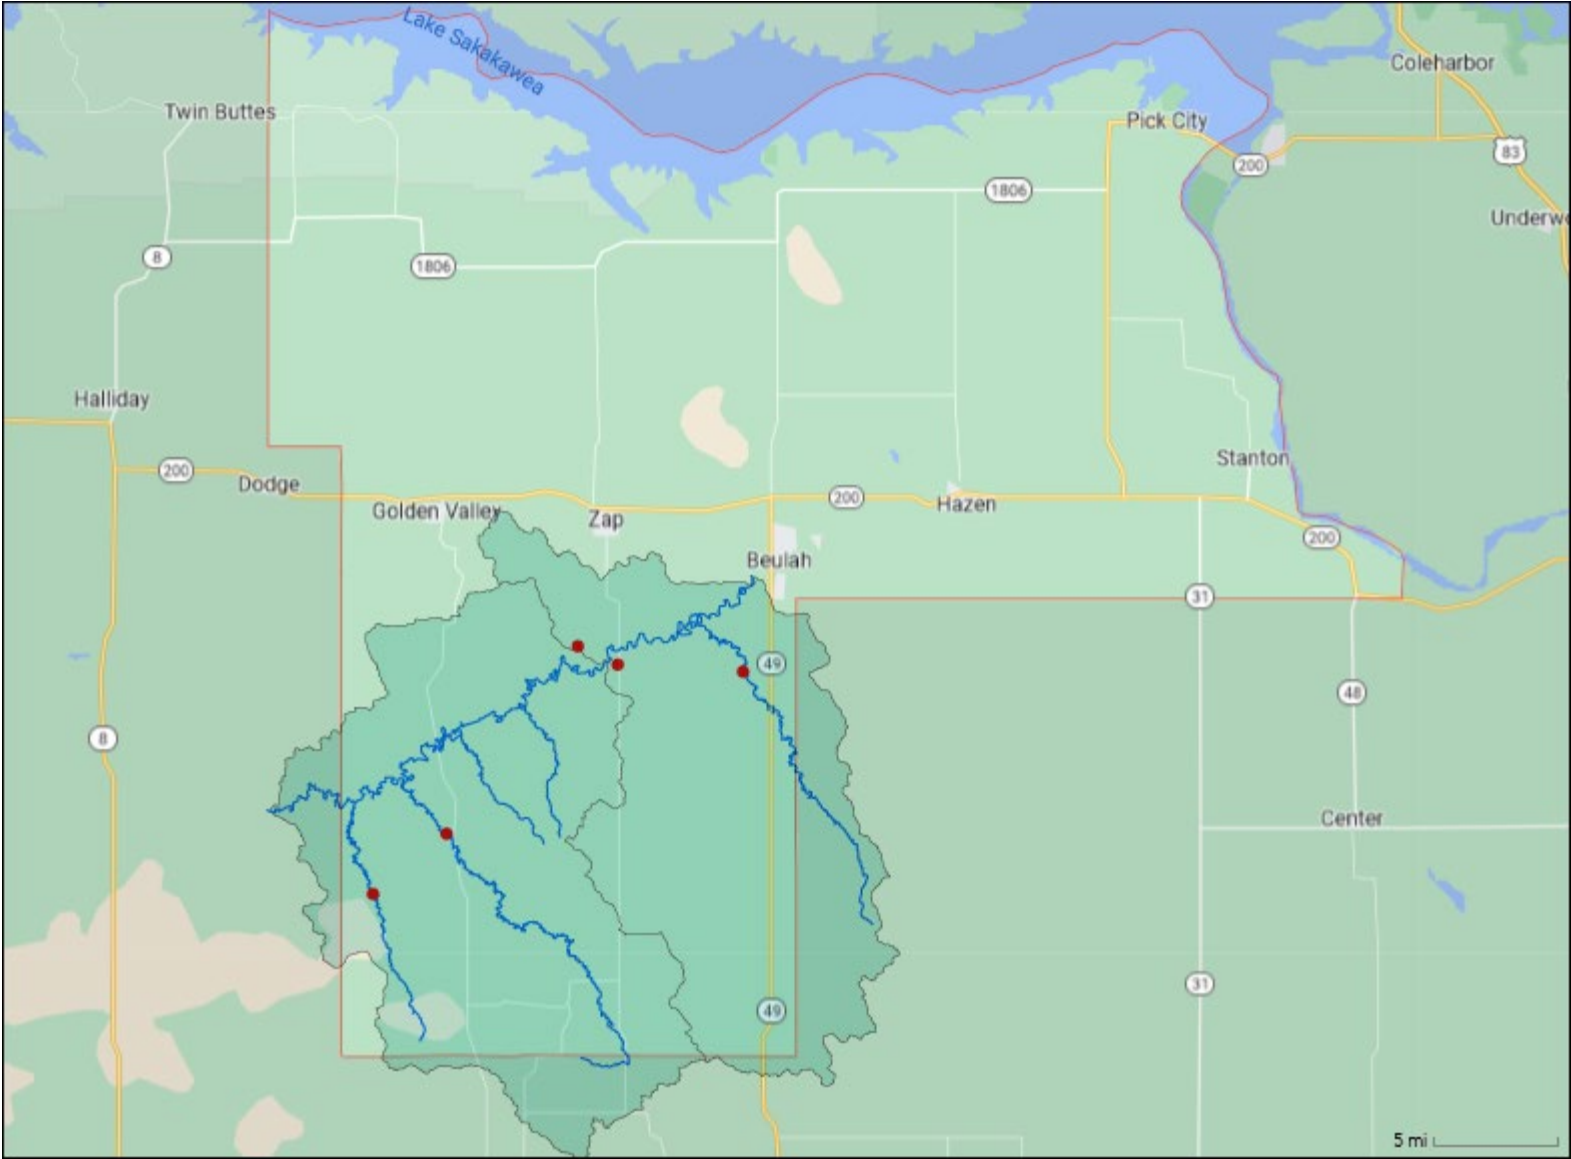 Lake Sakakawea
Coleharbor
Twin Buttes
Pick City
83
200
1806
Underw
8
1806
Halliday
Stanton
200
Dodge
200
Hazen
Golden Valley
Zap
200
Beulah
31
49
48
8
Center
31
49
5 mi